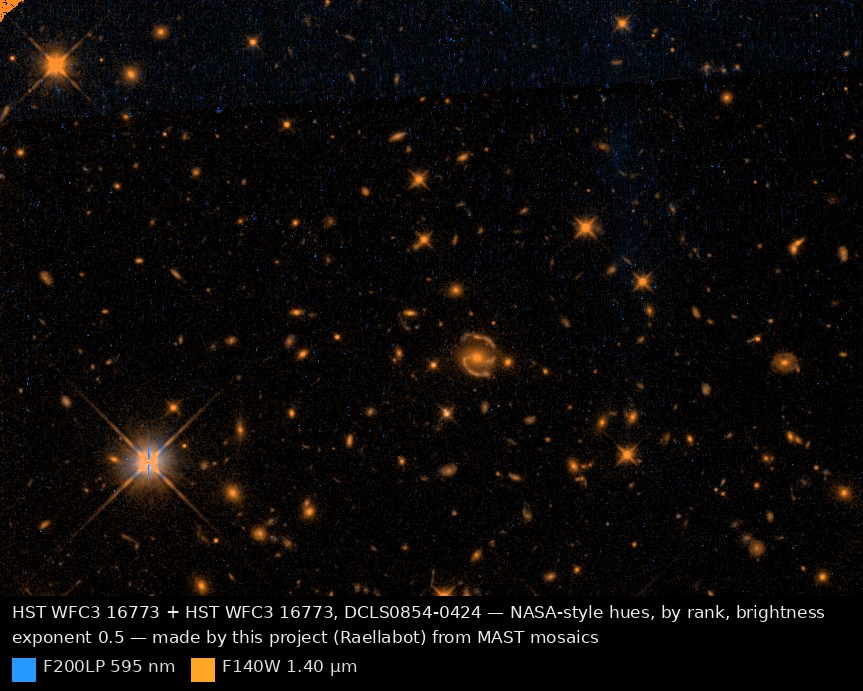 HST WFC3 16773 + HST WFC3 16773, DCLS0854-0424 — NASA-style hues, by rank, brightness
exponent 0.5 — made by this project (Raellabot) from MAST mosaics
F200LP 595 nm F140W 1.40 µm